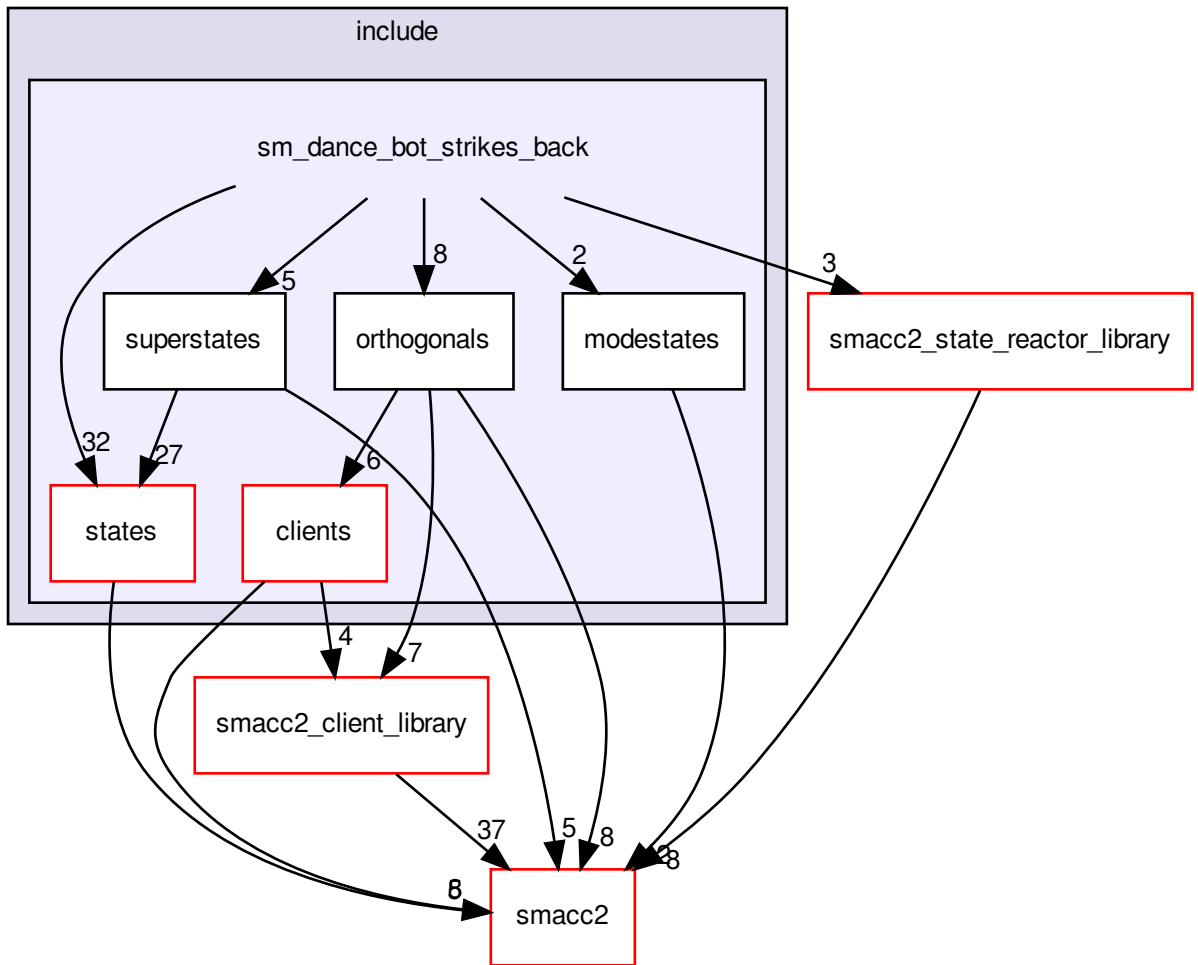 include
sm_dance_bot_strikes_back
5
8
2
3
superstates
orthogonals
modestates
smacc2_state_reactor_library
32
27
6
states
clients
4
7
smacc2_client_library
37
5
8
8
smacc2